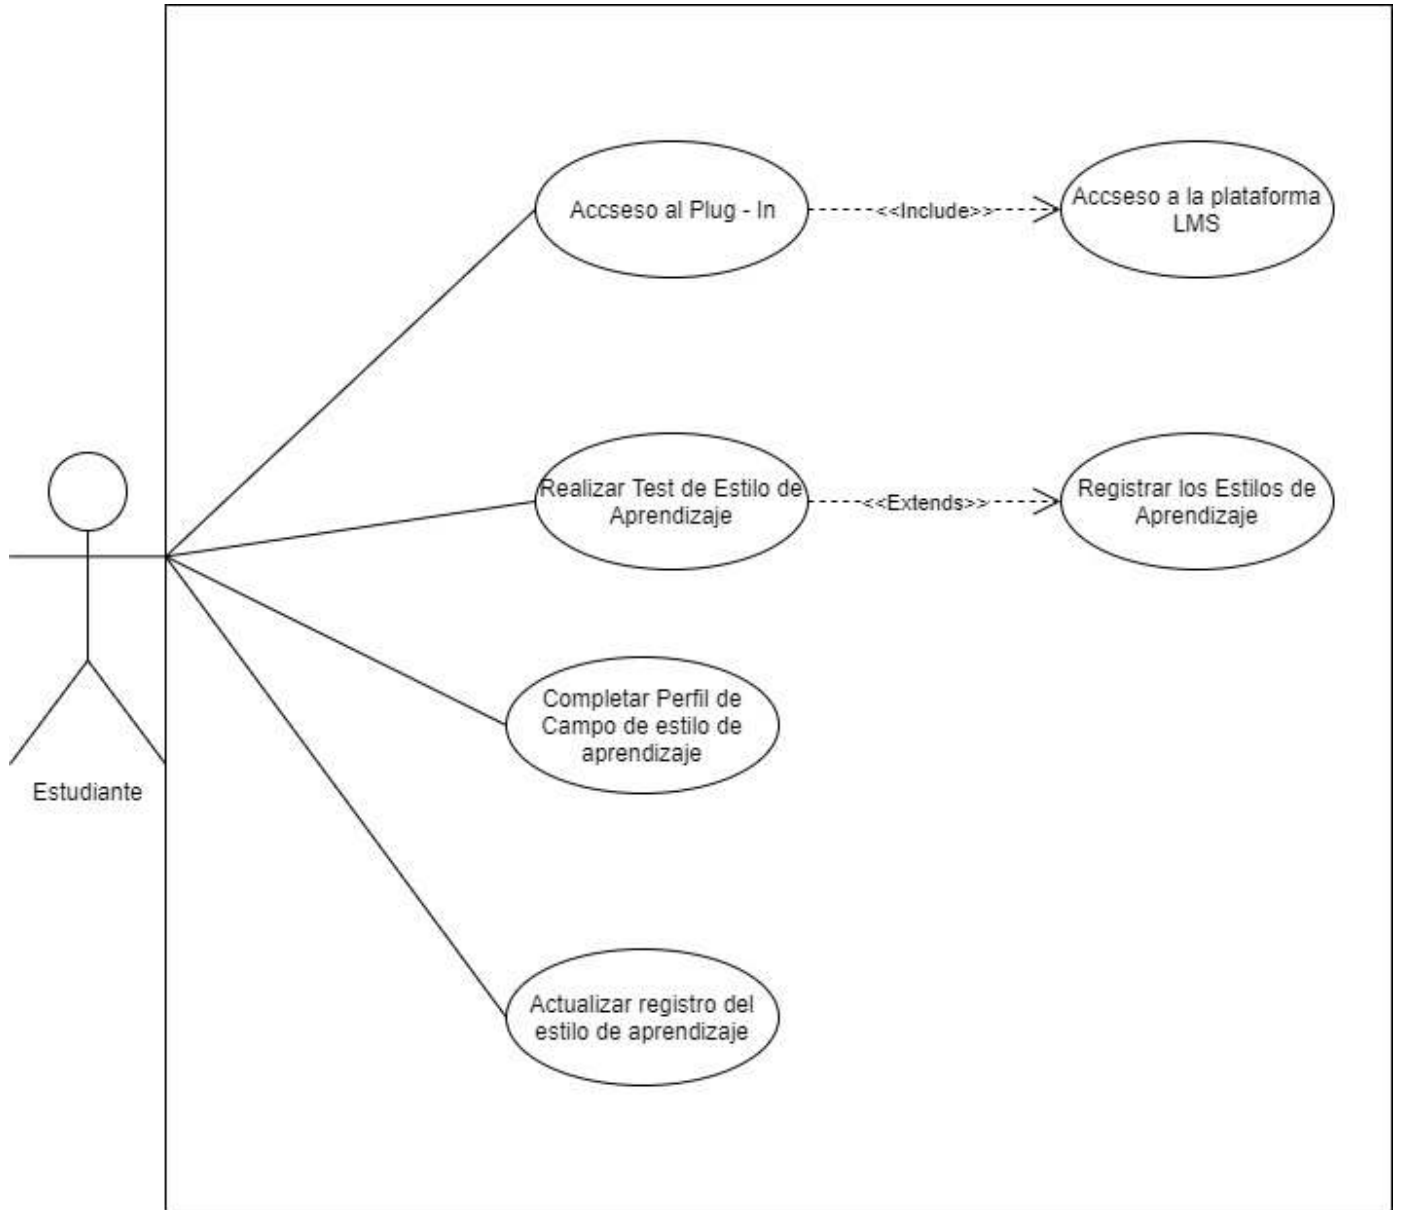 Accseso al Plug - In
<<Include>>
Accseso a la plataforma
LMS
Realizar Test de Estilo de
Aprendizaje
<<Extends>>
Registrar los Estilos de
Aprendizaje
Completar Perfil de
Campo de estilo de
aprendizaje
Estudiante
Actualizar registro del
estilo de aprendizaje